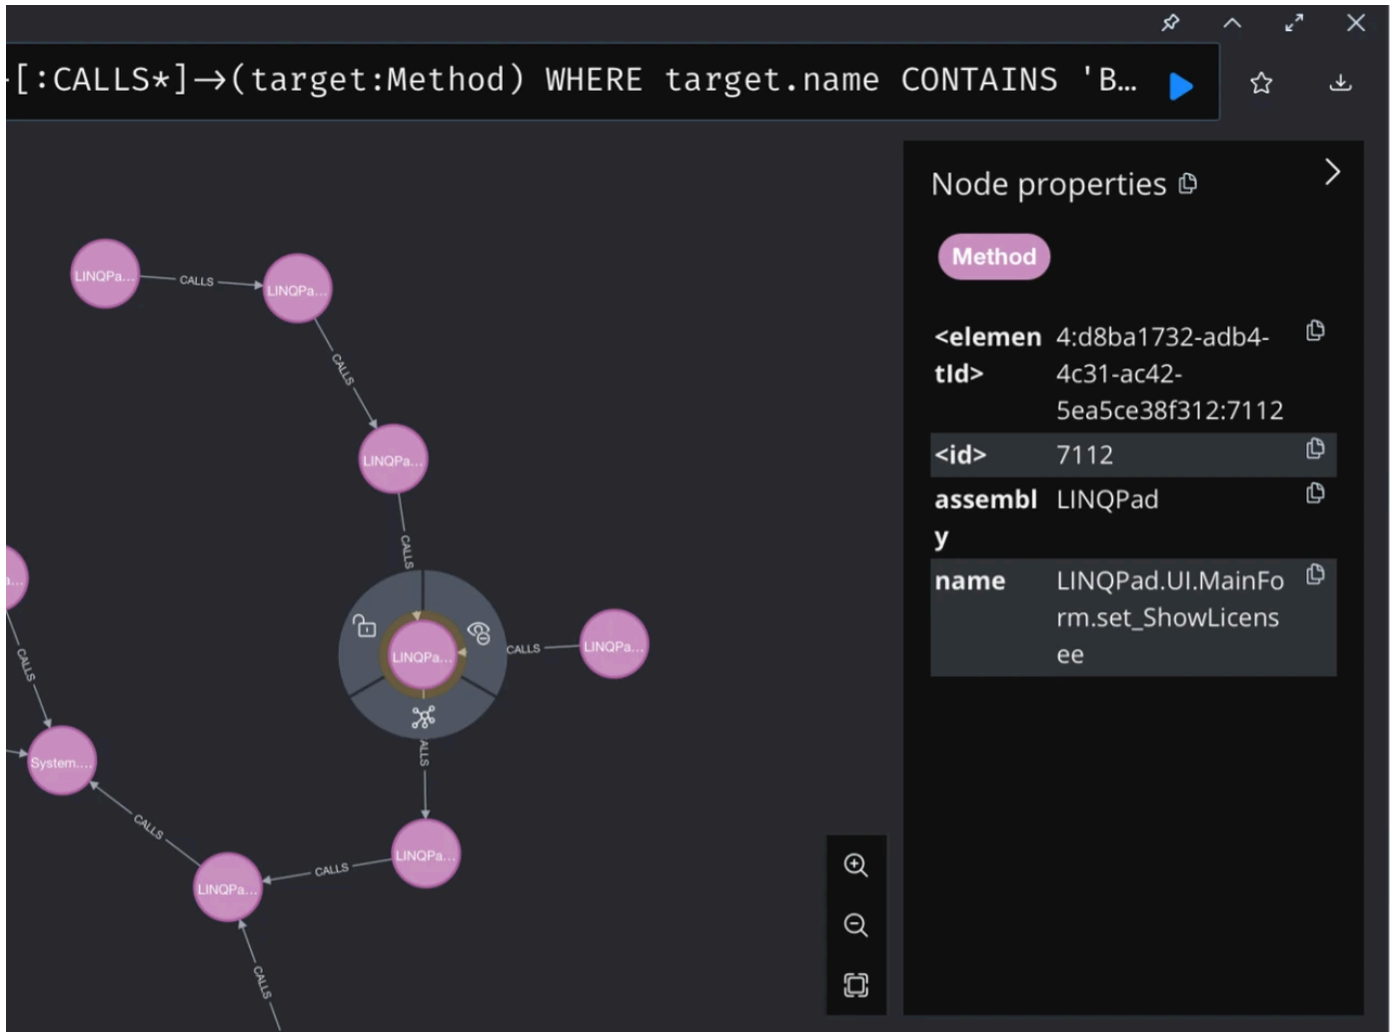 -[:CALLS*]→(target:Method) WHERE target.name CONTAINS 'B…
Node properties
Method
<elemen
tId>
4:d8ba1732-adb4-
4c31-ac42-
5ea5ce38f312:7112
<id>
7112
assembl
y
LINQPad
name
LINQPad.UI.MainFo
rm.set_ShowLicens
ee
LINQPa...
CALLS
LINQPa...
CALLS
LINQPa...
CALLS
LINQPa...
CALLS
LINQPa...
a...
CALLS
ALLS
System....
CALLS
LINQPa...
CALLS
LINQPa...
CALLS